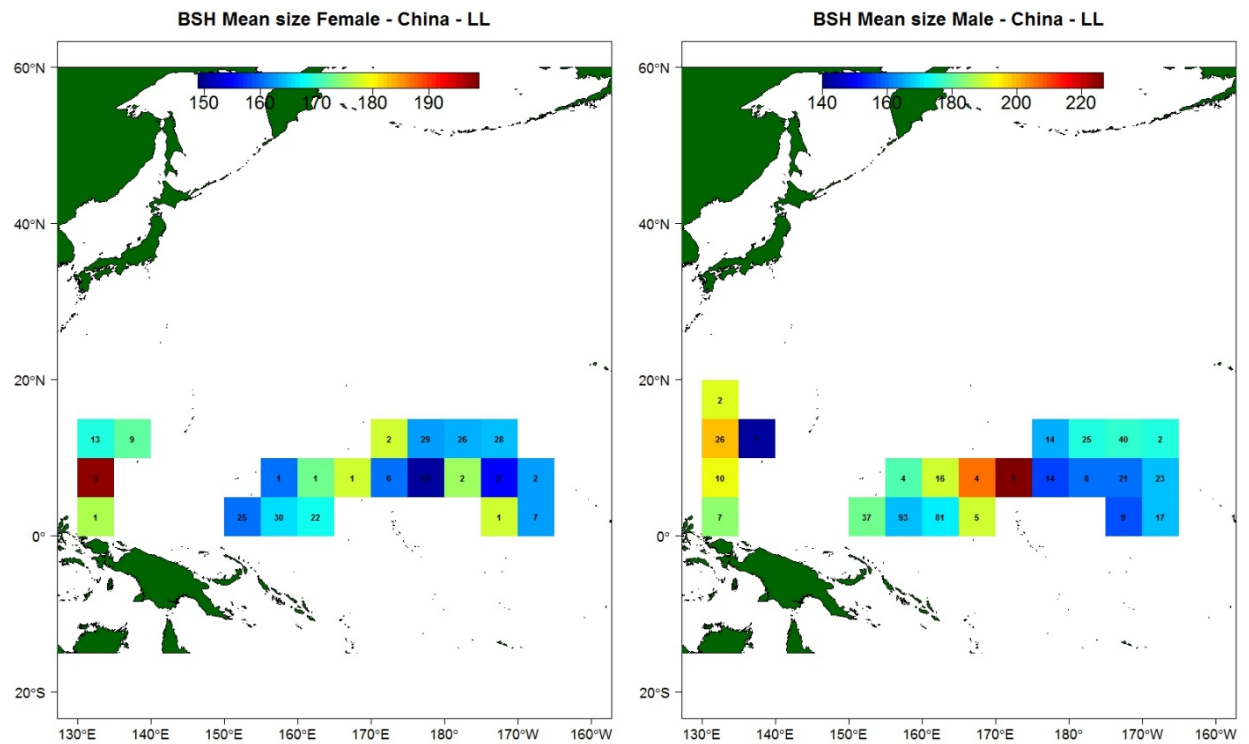 BSH Mean size Female - China - LL
60°N
150 160 170 180 190
40°N
20°N
13 9 2 29 26 28
3 1 1 1 6 2 2
1 25 30 22 1 7
0°
20°S
130°E 140°E 150°E 160°E 170°E 180° 170°W 160°W
BSH Mean size Male - China - LL
60°N
140 160 180 200 220
40°N
20°N
2
26 14 25 40 2
10 4 16 4 14 8 21 23
7 37 93 81 5 9 17
0°
20°S
130°E 140°E 150°E 160°E 170°E 180° 170°W 160°W